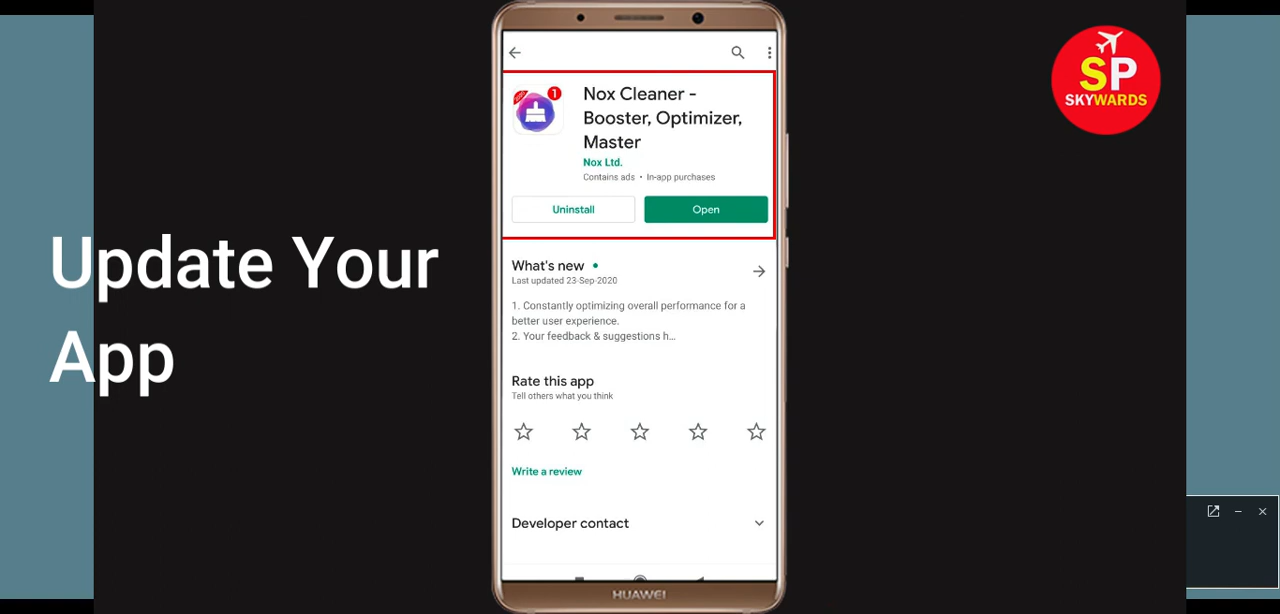 SP
SKYWARDS
Update Your
App
1
Nox Cleaner -
Booster, Optimizer,
Master
Nox Ltd.
Contains ads • In-app purchases
Uninstall
Open
What's new •
Last updated 23-Sep-2020
1. Constantly optimizing overall performance for a
better user experience.
2. Your feedback & suggestions h...
Rate this app
Tell others what you think
Write a review
Developer contact
HUAWEI